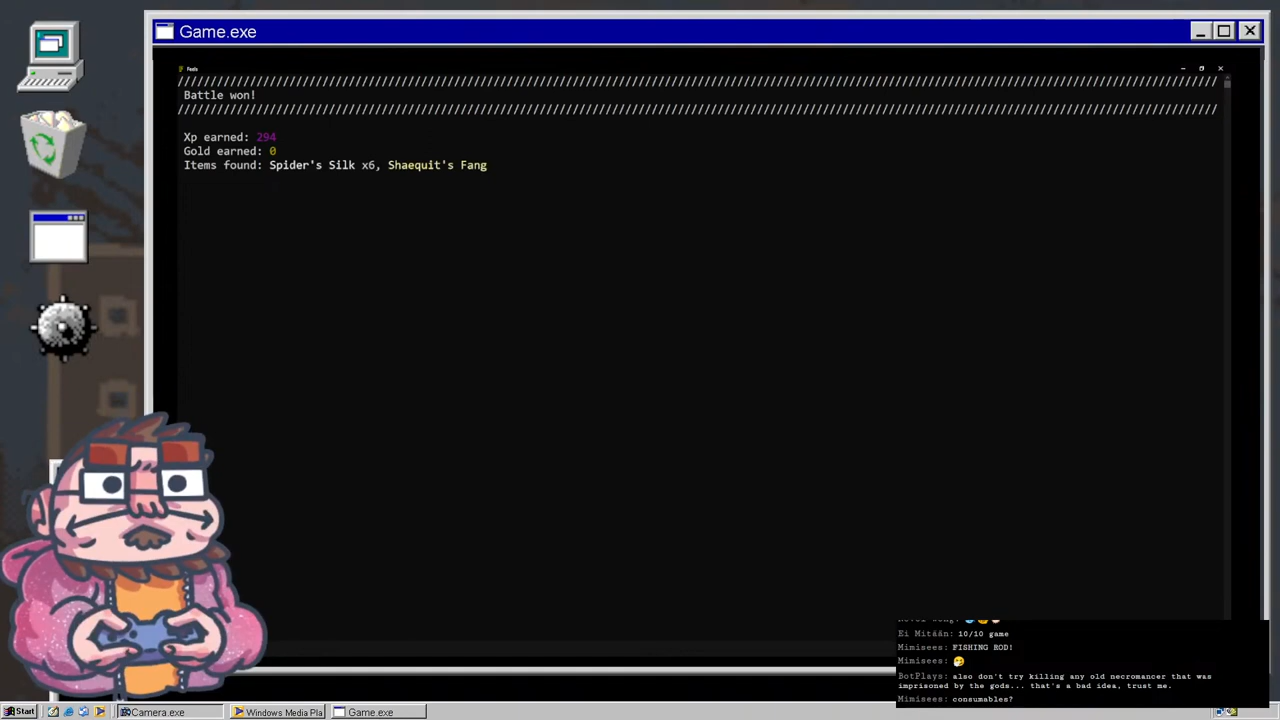 Game.exe
Feels
////////////////////////////////////////////////////////////////////////////////////////////////////////////////////////////////////////////////////////////////
Battle won!
////////////////////////////////////////////////////////////////////////////////////////////////////////////////////////////////////////////////////////////////
Xp earned: 294
Gold earned: 0
Items found: Spider's Silk x6, Shaequit's Fang
Ei Mitään: 10/10 game
Mimisees: FISHING ROD!
Mimisees: 🤔
BotPlays: also don't try killing any old necromancer that was
imprisoned by the gods... that's a bad idea, trust me.
Mimisees: consumables?
Start
Camera.exe
Windows Media Pla
Game.exe